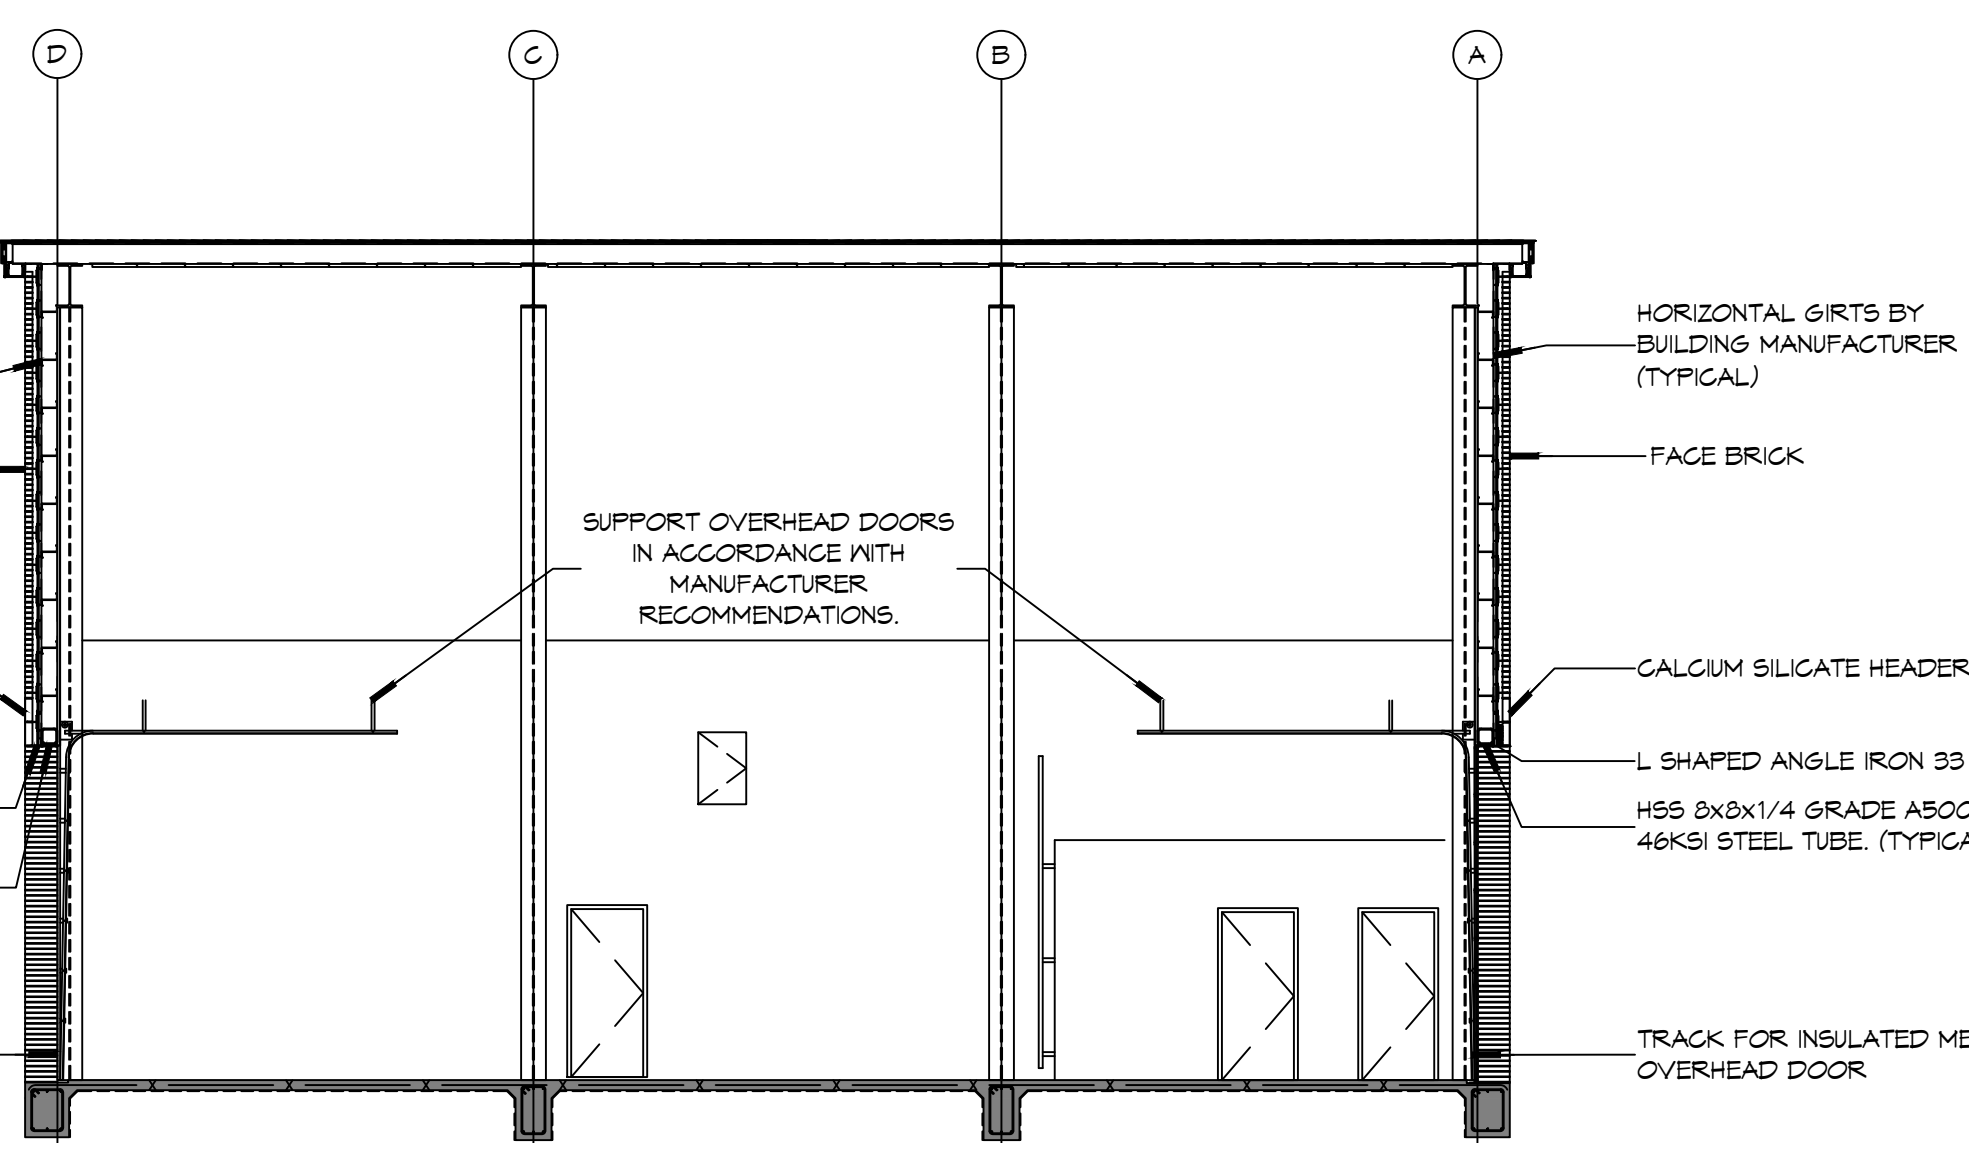 D
C
B
A
HORIZONTAL GIRTS BY
BUILDING MANUFACTURER
(TYPICAL)
FACE BRICK
SUPPORT OVERHEAD DOORS
IN ACCORDANCE WITH
MANUFACTURER
RECOMMENDATIONS.
CALCIUM SILICATE HEADER
L SHAPED ANGLE IRON 33
HSS 8x8x1/4 GRADE A500
46KSI STEEL TUBE. (TYPICA
TRACK FOR INSULATED ME
OVERHEAD DOOR